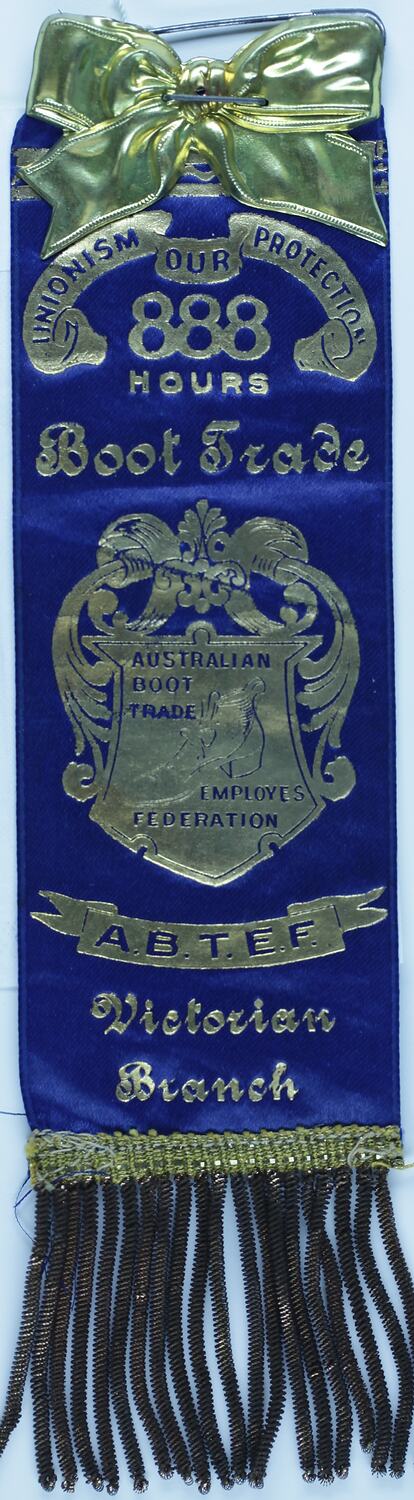 UNIONISM OUR PROTECTION
888
HOURS
Boot Trade
AUSTRALIAN
BOOT
TRADE
EMPLOYES
FEDERATION
A.B.T.E.F.
Victorian
Branch